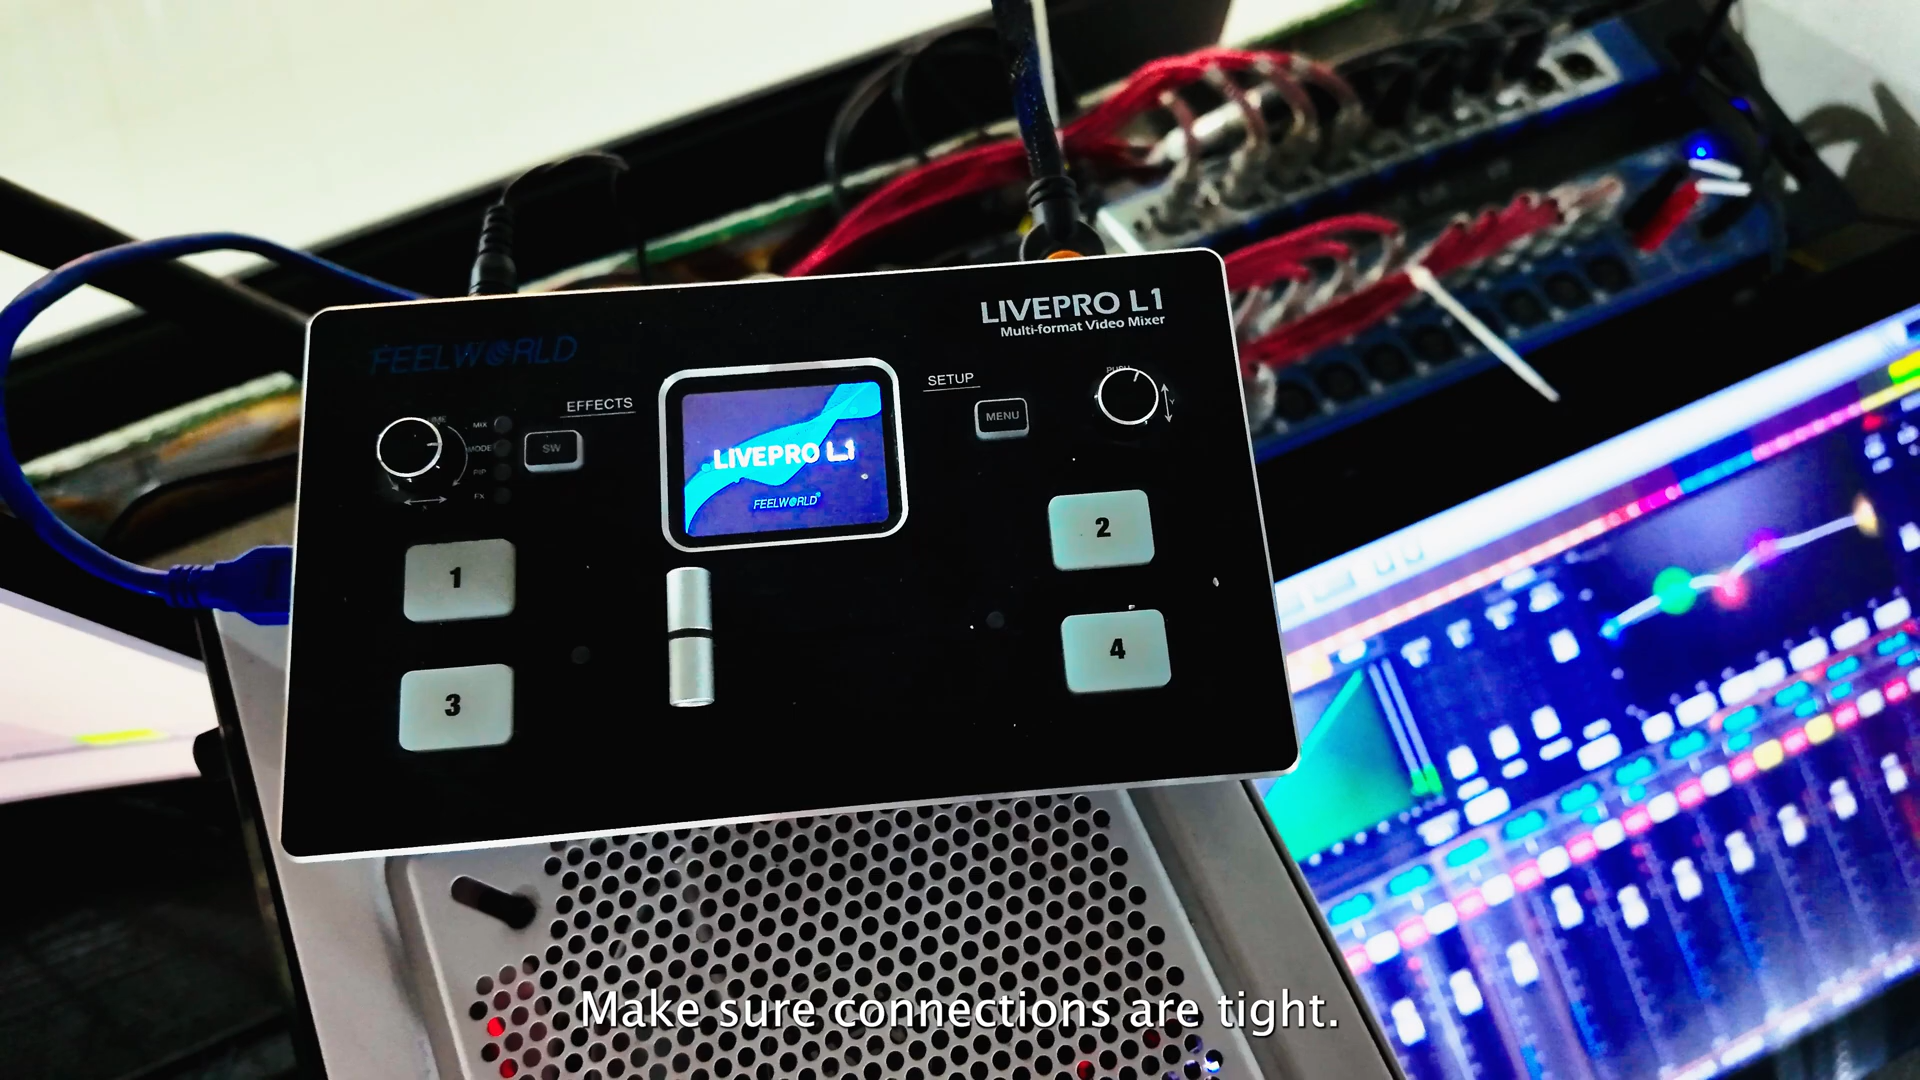 LIVEPRO L1
Multi-format Video Mixer
FEELWORLD
EFFECTS
SETUP
MIX
MODE
PIP
FX
SW
MENU
PUSH
X
Y
LIVEPRO L1
FEELWORLD
1
2
3
4
Make sure connections are tight.